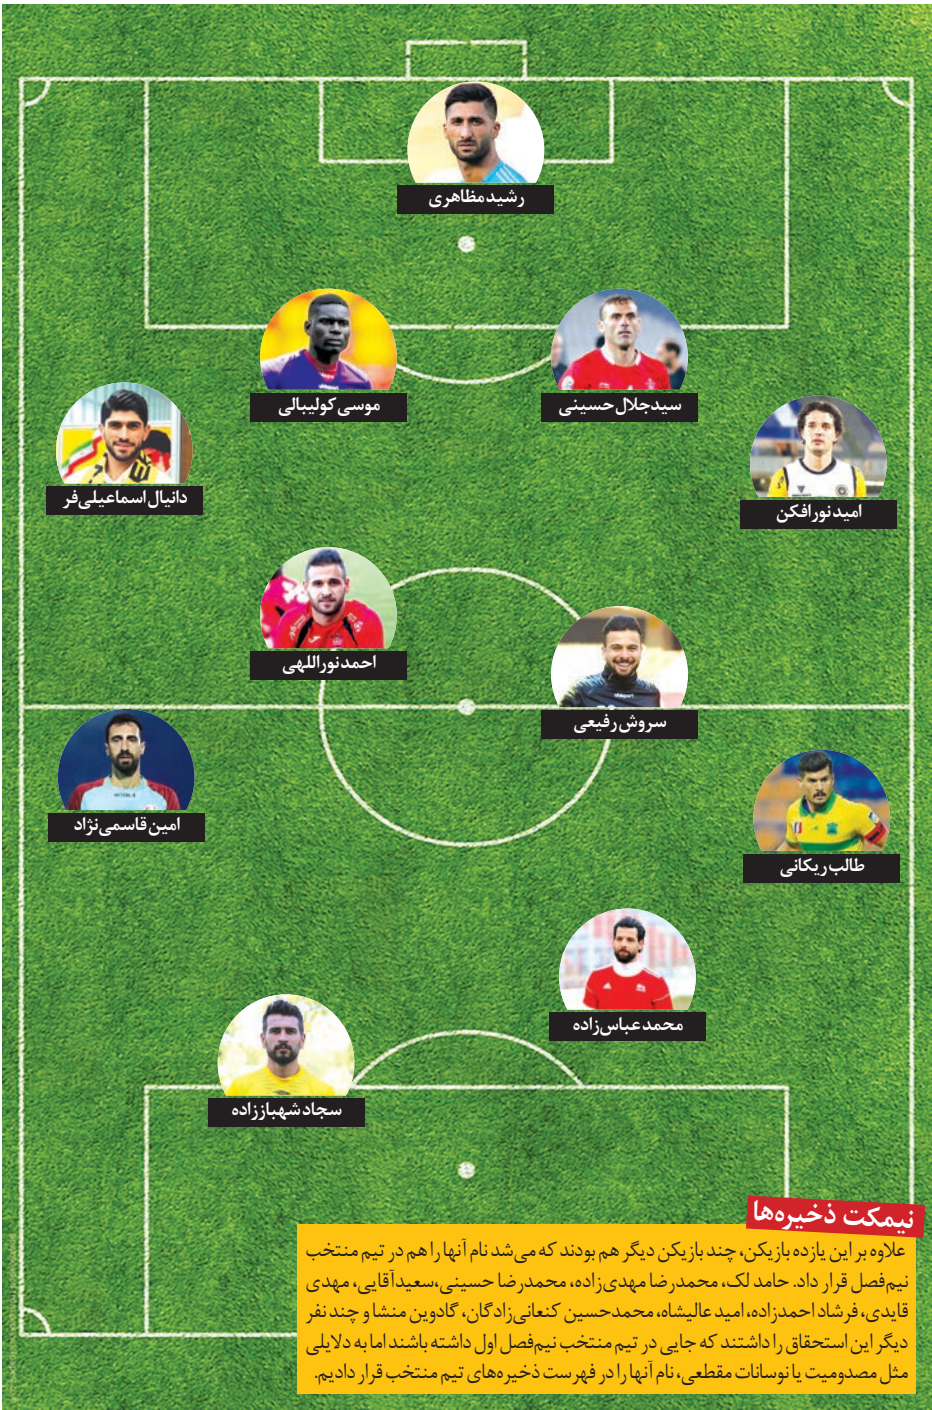 رشید مظاهری
موسی کولیبالی
سیدجلال حسینی
دانیال اسماعیلی‌فر
امید نورافکن
احمد نوراللهی
سروش رفیعی
امین قاسمی‌نژاد
طالب ریکانی
محمد عباس‌زاده
سجاد شهباززاده
نیمکت ذخیره‌ها
علاوه بر این یازده بازیکن، چند بازیکن دیگر هم بودند که می‌شد نام آنها را هم در تیم منتخب
نیم‌فصل قرار داد. حامد لک، محمدرضا مهدی‌زاده، محمدرضا حسینی،سعیدآقایی، مهدی
قایدی، فرشاد احمدزاده، امید عالیشاه، محمدحسین کنعانی‌زادگان، گادوین منشا و چند نفر
دیگر این استحقاق را داشتند که جایی در تیم منتخب نیم‌فصل اول داشته باشند اما به دلایلی
مثل مصدومیت یا نوسانات مقطعی، نام آنها را در فهرست ذخیره‌های تیم منتخب قرار دادیم.